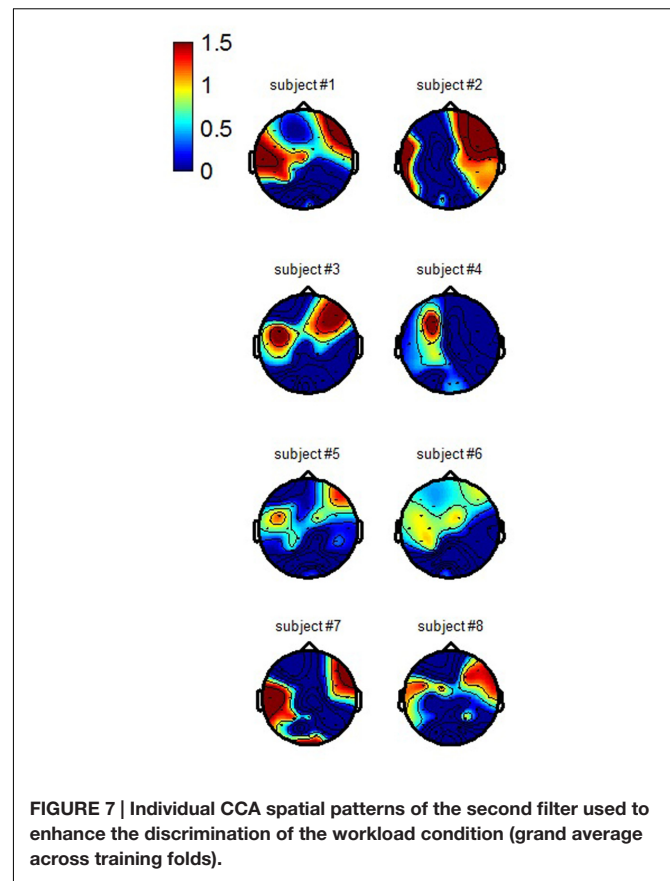 1.5
1
0.5
0
subject #1
subject #2
subject #3
subject #4
subject #5
subject #6
subject #7
subject #8
FIGURE 7 | Individual CCA spatial patterns of the second filter used to
enhance the discrimination of the workload condition (grand average
across training folds).